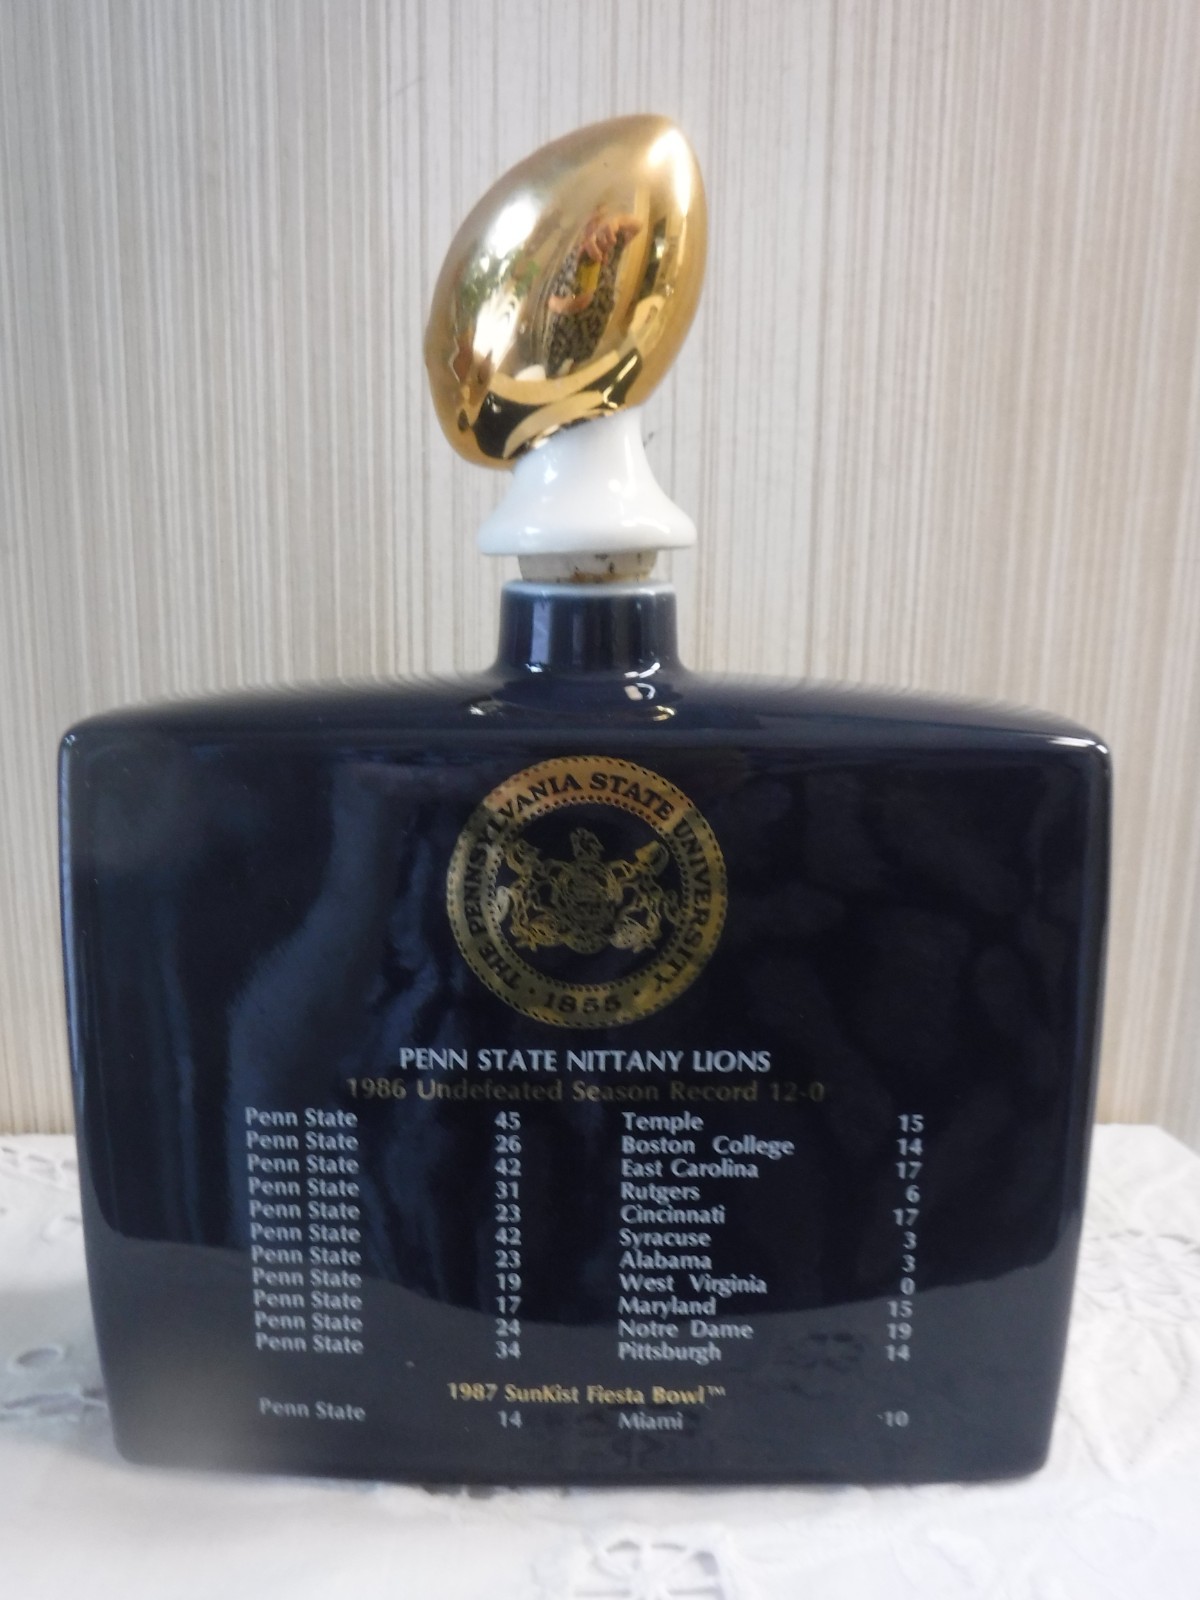 THE PENNSYLVANIA STATE UNIVERSITY
· 1855 ·
PENN STATE NITTANY LIONS
1986 Undefeated Season Record 12-0
Penn State 45 Temple 15
Penn State 26 Boston College 14
Penn State 42 East Carolina 17
Penn State 31 Rutgers 6
Penn State 23 Cincinnati 17
Penn State 42 Syracuse 3
Penn State 23 Alabama 3
Penn State 19 West Virginia 0
Penn State 17 Maryland 15
Penn State 24 Notre Dame 19
Penn State 34 Pittsburgh 14
1987 SunKist Fiesta Bowl™
Penn State 14 Miami 10